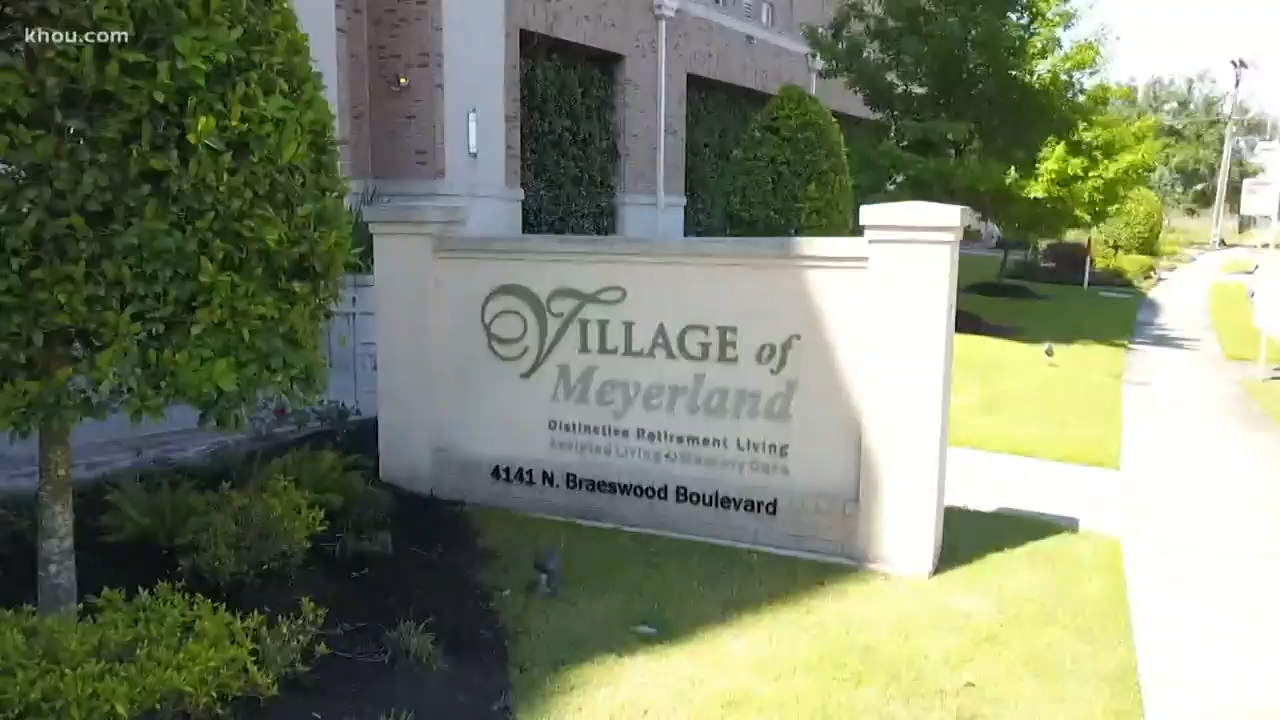 khou.com
VILLAGE of
Meyerland
Distinctive Retirement Living
Assisted Living Memory Care
4141 N. Braeswood Boulevard